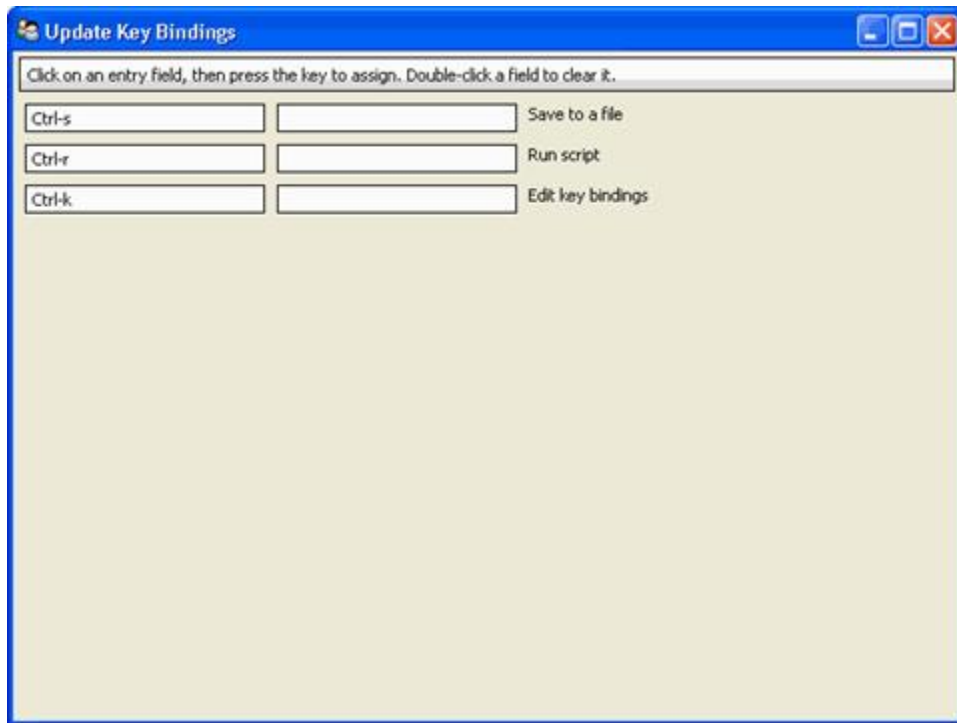 Update Key Bindings
Click on an entry field, then press the key to assign. Double-click a field to clear it.
Ctrl-s Save to a file
Ctrl-r Run script
Ctrl-k Edit key bindings